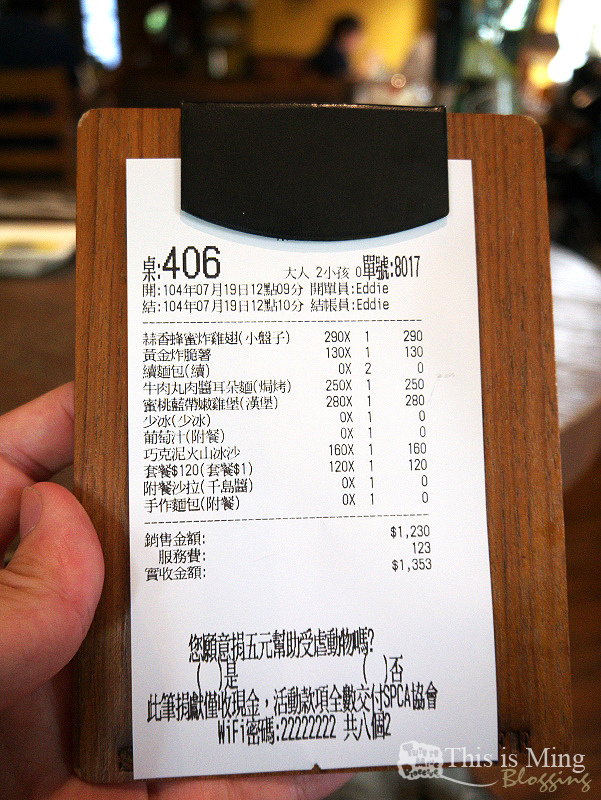 桌:406 大人 2小孩 0單號:8017
開:104年07月19日12點09分 開單員:Eddie
結:104年07月19日12點10分 結帳員:Eddie
蒜香蜂蜜炸雞翅(小盤子) 290X 1 290
黃金炸脆薯 130X 1 130
續麵包(續) 0X 2 0
牛肉丸肉醬耳朵麵(焗烤) 250X 1 250
蜜桃藍帶嫩雞堡(漢堡) 280X 1 280
少冰(少冰) 0X 1 0
葡萄汁(附餐) 0X 1 0
巧克泥火山冰沙 160X 1 160
套餐$120(套餐$1) 120X 1 120
附餐沙拉(千島醬) 0X 1 0
手作麵包(附餐) 0X 1 0
銷售金額: $1,230
服務費: 123
實收金額: $1,353
您願意捐五元幫助受虐動物嗎?
( )是 ( )否
此筆捐獻僅收現金，活動款項全數交付SPCA協會
WiFi密碼:22222222 共八個2
This is Ming
Blogging